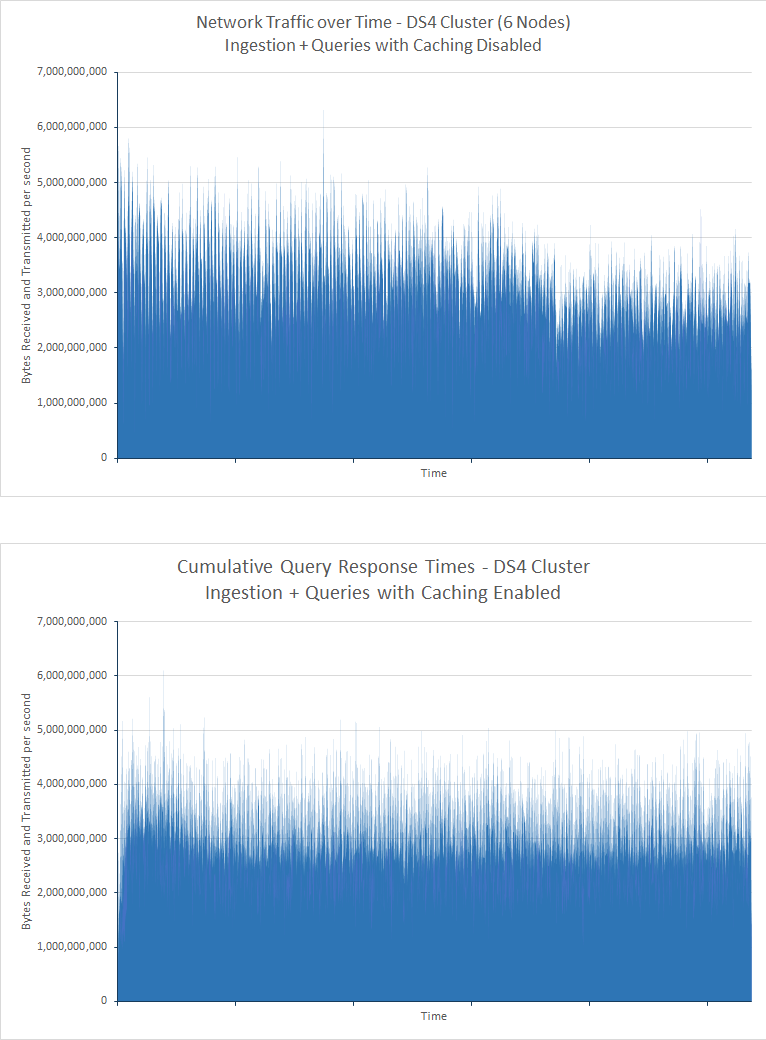 Network Traffic over Time - DS4 Cluster (6 Nodes)
Ingestion + Queries with Caching Disabled
7,000,000,000
6,000,000,000
5,000,000,000
4,000,000,000
3,000,000,000
2,000,000,000
1,000,000,000
0
Bytes Received and Transmitted per second
Time
Cumulative Query Response Times - DS4 Cluster
Ingestion + Queries with Caching Enabled
7,000,000,000
6,000,000,000
5,000,000,000
4,000,000,000
3,000,000,000
2,000,000,000
1,000,000,000
0
Bytes Received and Transmitted per second
Time